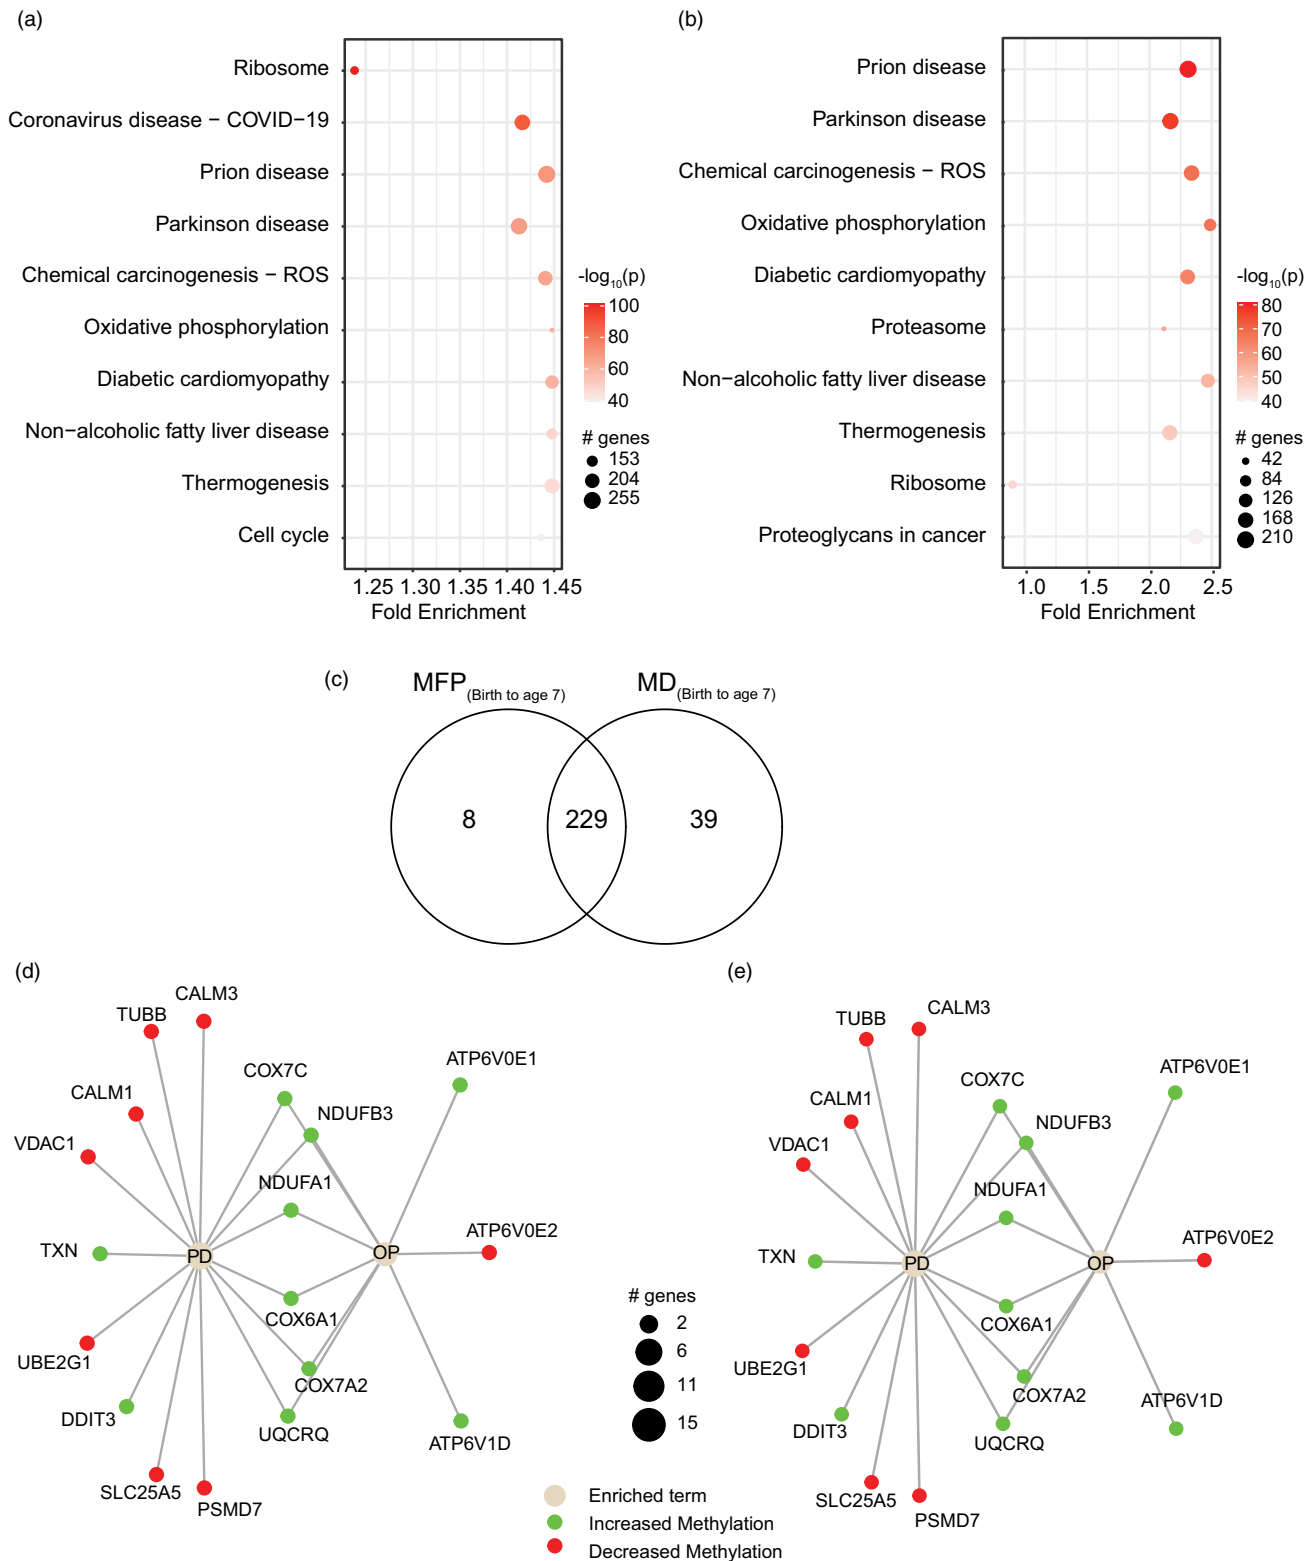 (a)
Ribosome
Coronavirus disease − COVID−19
Prion disease
Parkinson disease
Chemical carcinogenesis − ROS
Oxidative phosphorylation
Diabetic cardiomyopathy
Non−alcoholic fatty liver disease
Thermogenesis
Cell cycle
1.25 1.30 1.35 1.40 1.45
Fold Enrichment
-log10(p)
100
80
60
40
# genes
153
204
255
(b)
Prion disease
Parkinson disease
Chemical carcinogenesis − ROS
Oxidative phosphorylation
Diabetic cardiomyopathy
Proteasome
Non−alcoholic fatty liver disease
Thermogenesis
Ribosome
Proteoglycans in cancer
1.0 1.5 2.0 2.5
Fold Enrichment
-log10(p)
80
70
60
50
40
# genes
42
84
126
168
210
(c)
MFP(Birth to age 7)
MD(Birth to age 7)
8
229
39
(d)
CALM3
TUBB
COX7C
ATP6V0E1
CALM1
NDUFB3
VDAC1
NDUFA1
ATP6V0E2
TXN
PD
OP
COX6A1
UBE2G1
COX7A2
DDIT3
UQCRQ
ATP6V1D
SLC25A5
PSMD7
# genes
2
6
11
15
Enriched term
Increased Methylation
Decreased Methylation
(e)
CALM3
TUBB
COX7C
ATP6V0E1
CALM1
NDUFB3
VDAC1
NDUFA1
ATP6V0E2
TXN
PD
OP
COX6A1
UBE2G1
COX7A2
ATP6V1D
DDIT3
UQCRQ
SLC25A5
PSMD7